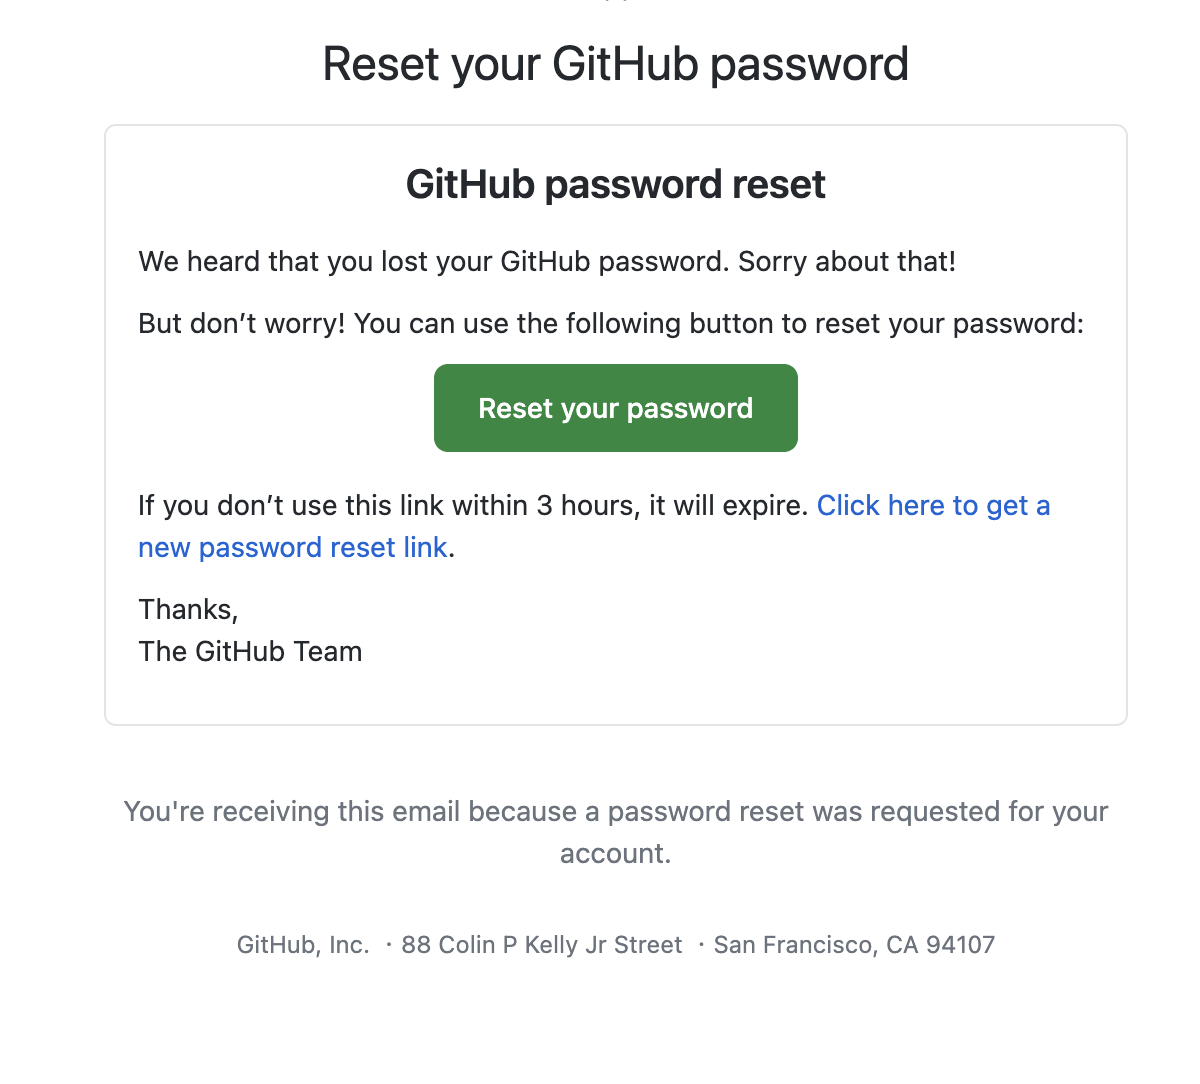 Reset your GitHub password
GitHub password reset
We heard that you lost your GitHub password. Sorry about that!
But don’t worry! You can use the following button to reset your password:
Reset your password
If you don’t use this link within 3 hours, it will expire. Click here to get a
new password reset link.
Thanks,
The GitHub Team
You're receiving this email because a password reset was requested for your
account.
GitHub, Inc. ・88 Colin P Kelly Jr Street ・San Francisco, CA 94107